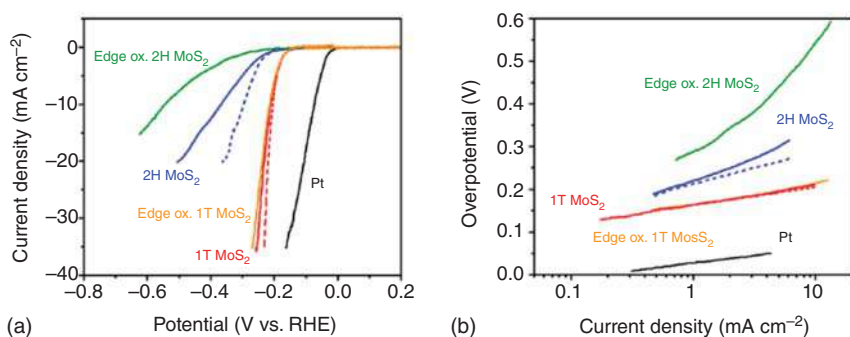 0
−10
−20
−30
−40
−0.8
−0.6
−0.4
−0.2
0.0
0.2
Current density (mA cm−2)
Potential (V vs. RHE)
Edge ox. 2H MoS2
2H MoS2
Pt
Edge ox. 1T MoS2
1T MoS2
(a)
0.6
0.5
0.4
0.3
0.2
0.1
0.0
0.1
1
10
Overpotential (V)
Current density (mA cm−2)
Edge ox. 2H MoS2
2H MoS2
1T MoS2
Edge ox. 1T MosS2
Pt
(b)